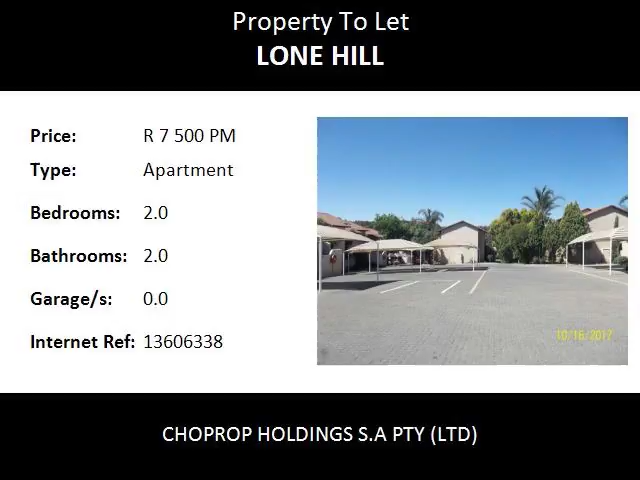 Property To Let
LONE HILL
Price: R 7 500 PM
Type: Apartment
Bedrooms: 2.0
Bathrooms: 2.0
Garage/s: 0.0
Internet Ref: 13606338
10/16/2017
CHOPROP HOLDINGS S.A PTY (LTD)